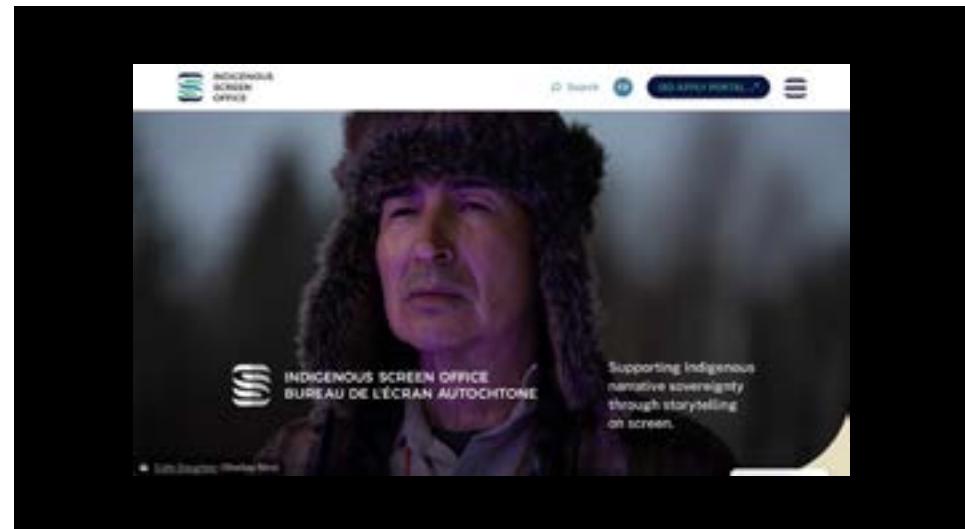 INDIGENOUS
SCREEN
OFFICE
Search
ISO APPLY PORTAL
INDIGENOUS SCREEN OFFICE
BUREAU DE L'ÉCRAN AUTOCHTONE
Supporting Indigenous
narrative sovereignty
through storytelling
on screen.